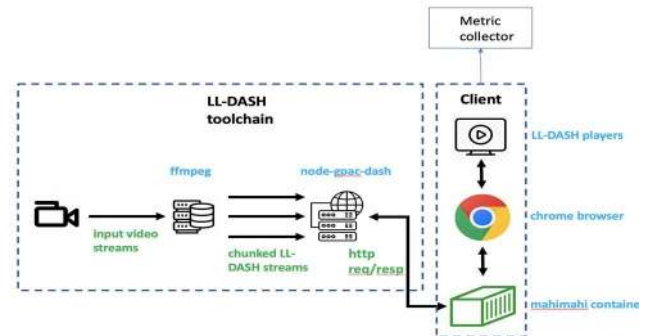 Metric
collector
LL-DASH
toolchain
Client
LL-DASH players
ffmpeg
node-gpac-dash
chrome browser
input video
streams
chunked LL-
DASH streams
http
req/resp
mahimahi containe